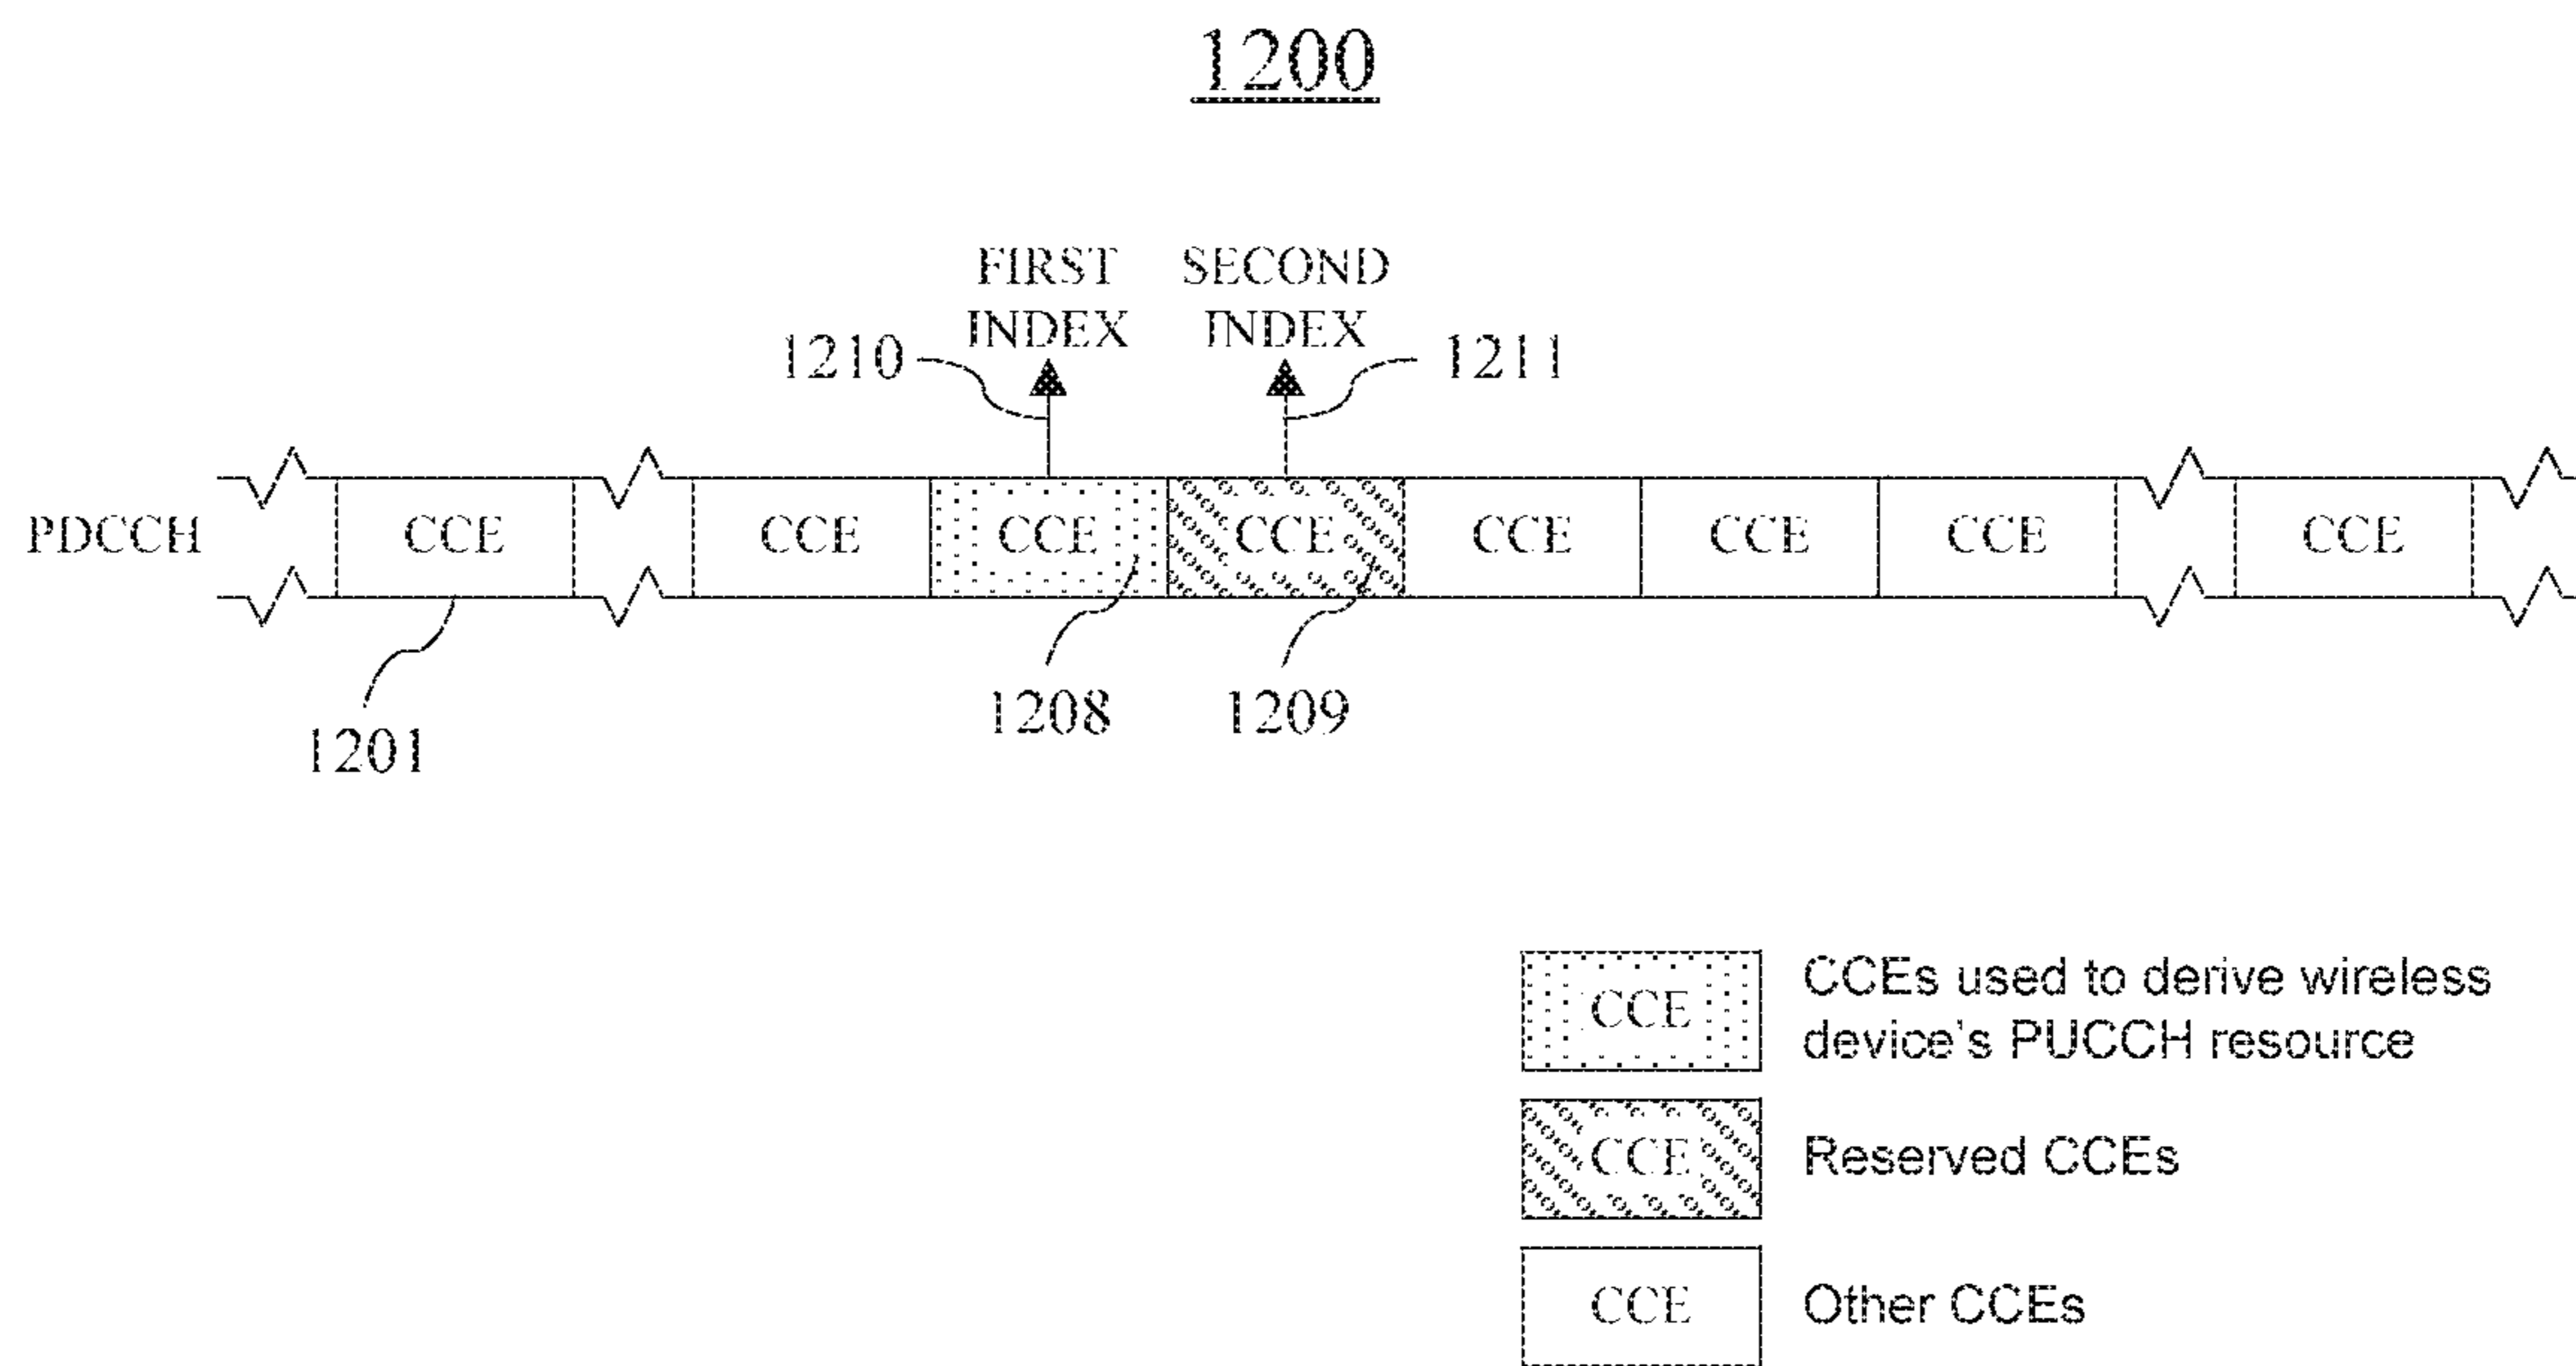 1200
FIRST
INDEX
SECOND
INDEX
1210
1211
PDCCH
CCE
CCE
CCE
CCE
CCE
CCE
CCE
CCE
1201
1208
1209
CCE
CCEs used to derive wireless
device's PUCCH resource
CCE
Reserved CCEs
CCE
Other CCEs